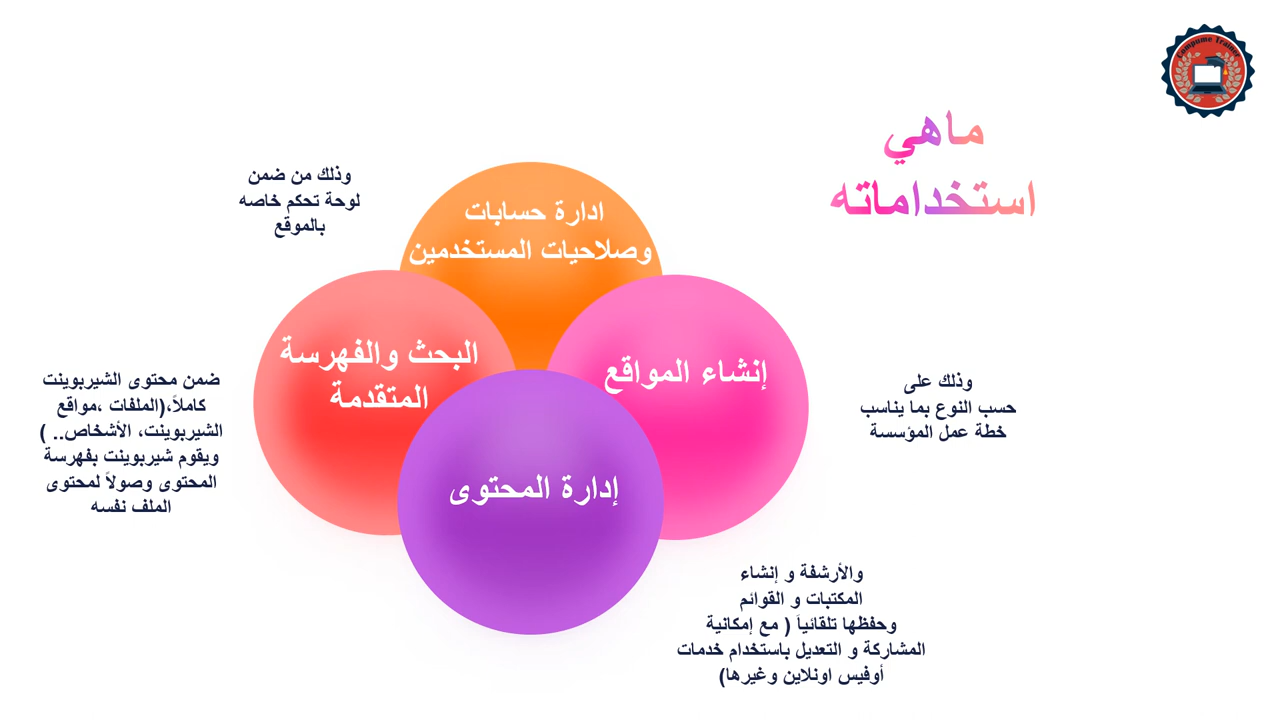 Compume Trainer
ماهي
استخداماته
ادارة حسابات
وصلاحيات المستخدمين
وذلك من ضمن
لوحة تحكم خاصه
بالموقع
إنشاء المواقع
وذلك على
حسب النوع بما يناسب
خطة عمل المؤسسة
البحث والفهرسة
المتقدمة
ضمن محتوى الشيربوينت
كاملاً،(الملفات ،مواقع
الشيربوينت، الأشخاص.. )
ويقوم شيربوينت بفهرسة
المحتوى وصولاً لمحتوى
الملف نفسه
إدارة المحتوى
والأرشفة و إنشاء
المكتبات و القوائم
وحفظها تلقائياً ( مع إمكانية
المشاركة و التعديل باستخدام خدمات
أوفيس اونلاين وغيرها)